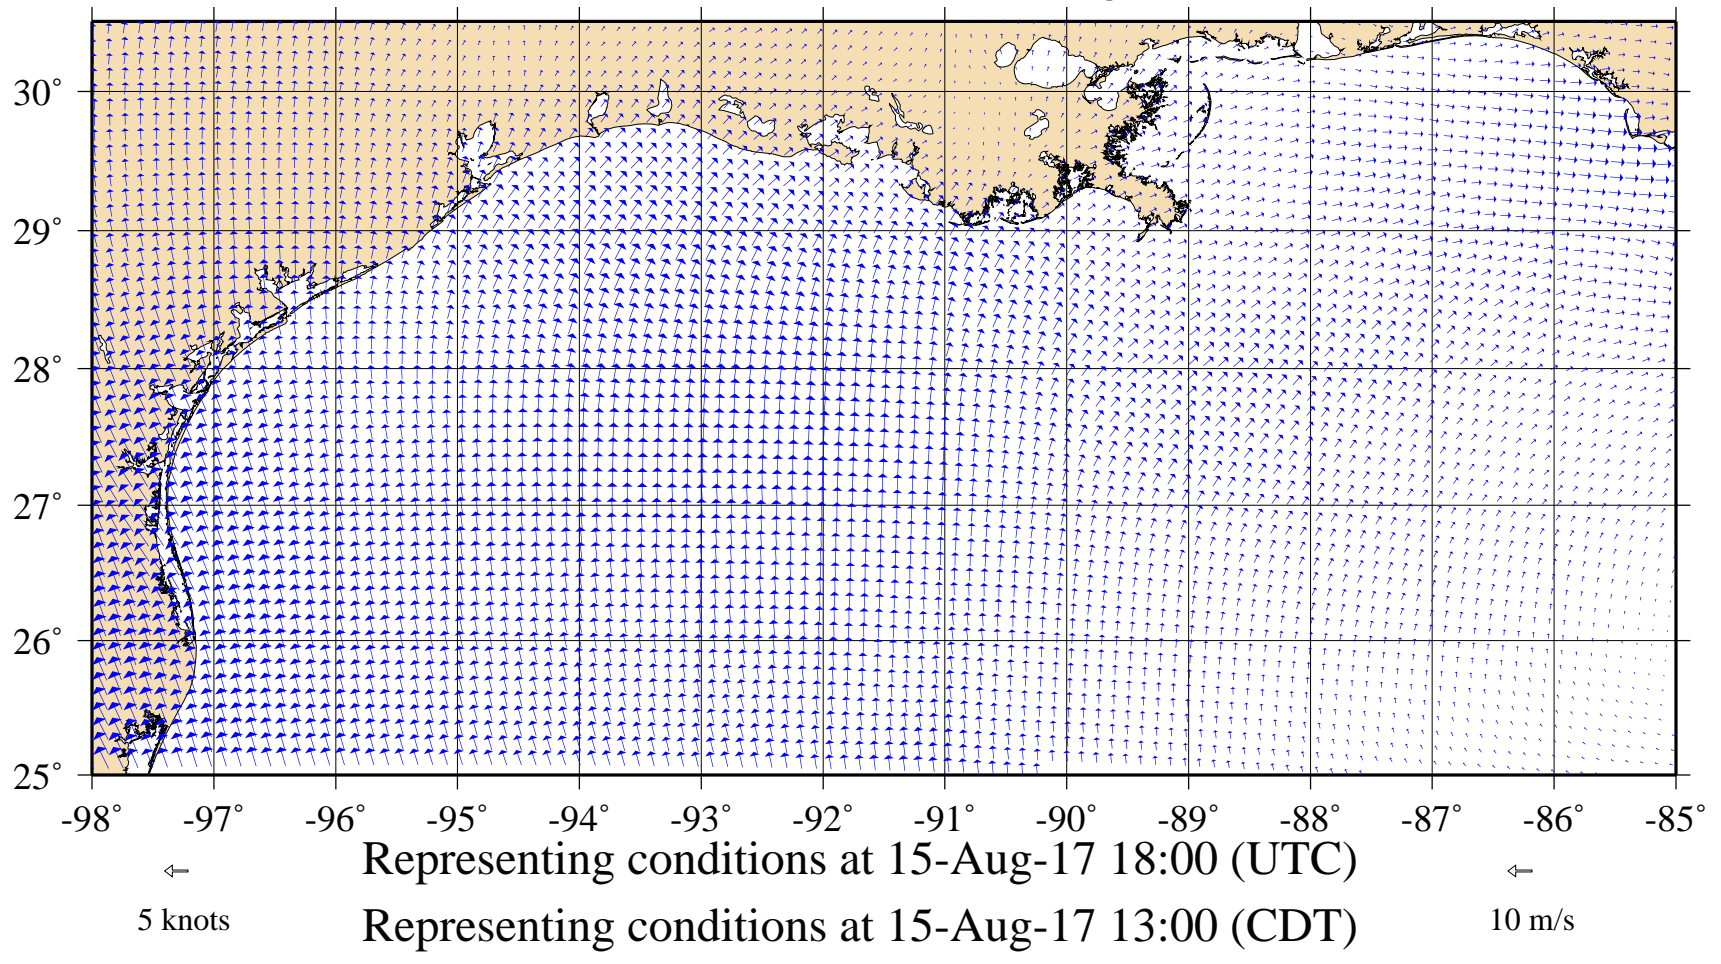 30°
29°
28°
27°
26°
25°
-98° -97° -96° -95° -94° -93° -92° -91° -90° -89° -88° -87° -86° -85°
Representing conditions at 15-Aug-17 18:00 (UTC)
5 knots
10 m/s
Representing conditions at 15-Aug-17 13:00 (CDT)